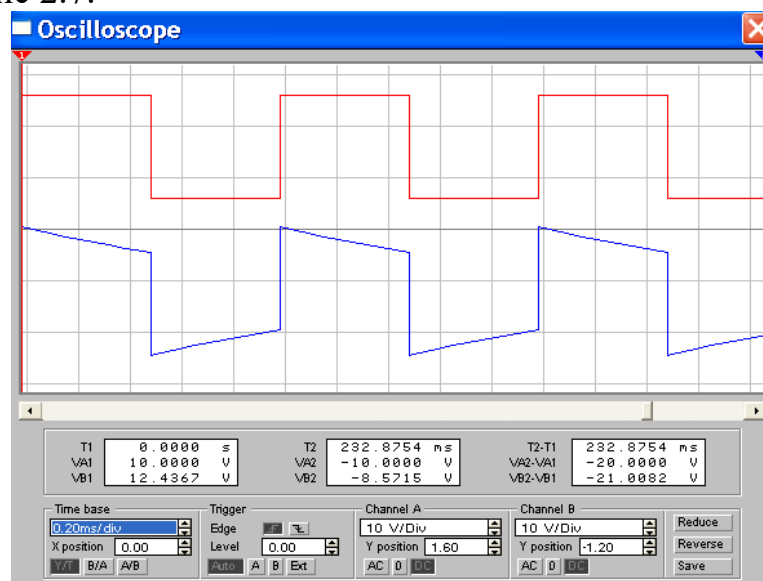 Oscilloscope
1
T1 0.0000 s T2 232.8754 ms T2-T1 232.8754 ms
VA1 10.0000 V VA2 -10.0000 V VA2-VA1 -20.0000 V
VB1 12.4367 V VB2 -8.5715 V VB2-VB1 -21.0082 V
Time base Trigger Channel A Channel B
0.20ms/div Edge 10 V/Div 10 V/Div Reduce
X position 0.00 Level 0.00 Y position 1.60 Y position -1.20 Reverse
Y/T B/A A/B Auto A B Ext AC 0 DC AC 0 DC Save